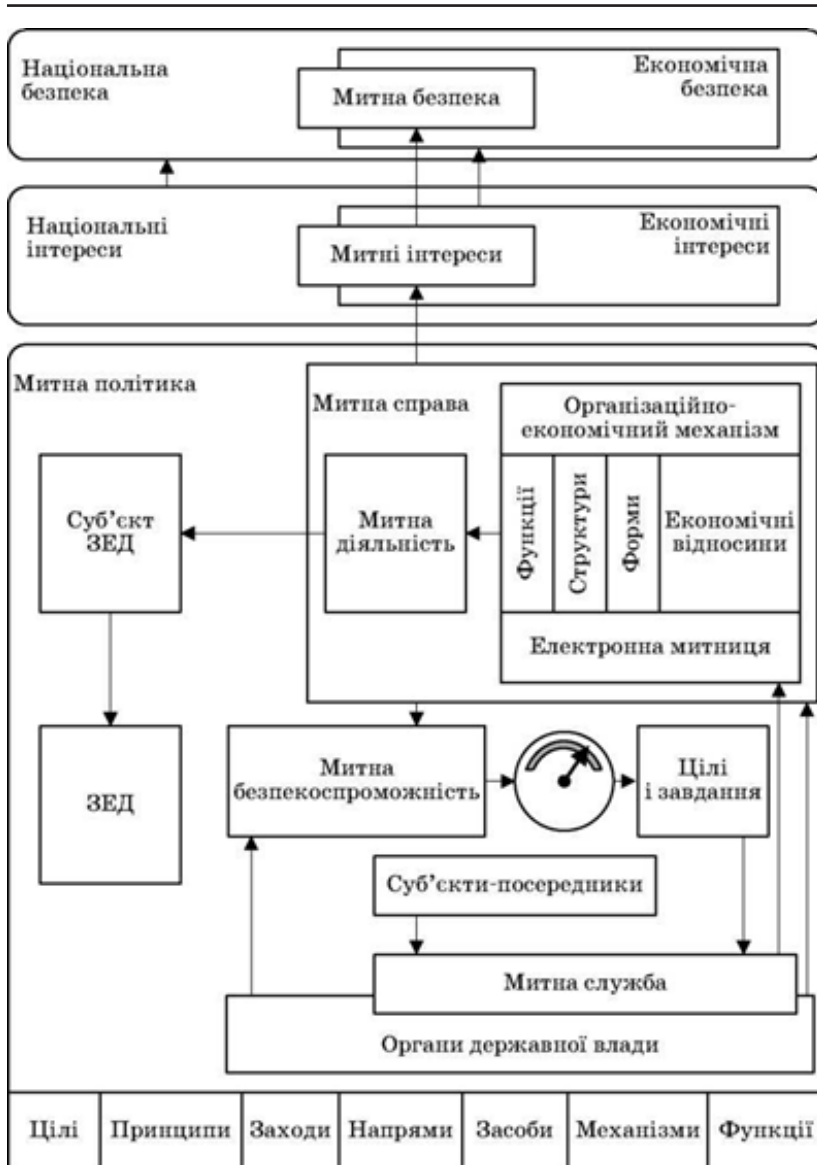 Національна
безпека
Економічна
безпека
Митна безпека
Національні
інтереси
Економічні
інтереси
Митні інтереси
Митна політика
Митна справа
Організаційно-
економічний механізм
Суб’єкт
ЗЕД
Митна
діяльність
Функції
Структури
Форми
Економічні
відносини
Електронна митниця
ЗЕД
Митна
безпекоспроможність
Цілі
і завдання
Суб’єкти-посередники
Митна служба
Органи державної влади
Цілі
Принципи
Заходи
Напрями
Засоби
Механізми
Функції